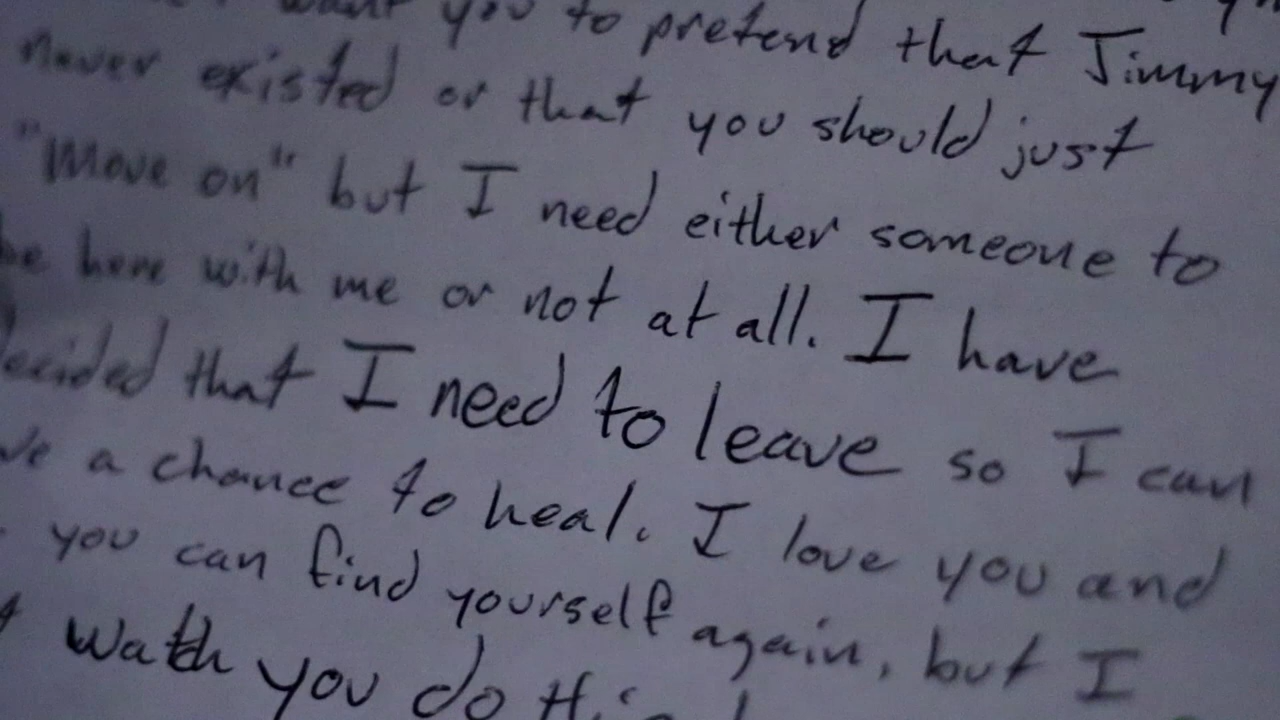 want you to pretend that Jimmy
never existed or that you should just
"Move on" but I need either someone to
be here with me or not at all. I have
decided that I need to leave so I can
ve a chance to heal. I love you and
you can find yourself again, but I
watch you do this